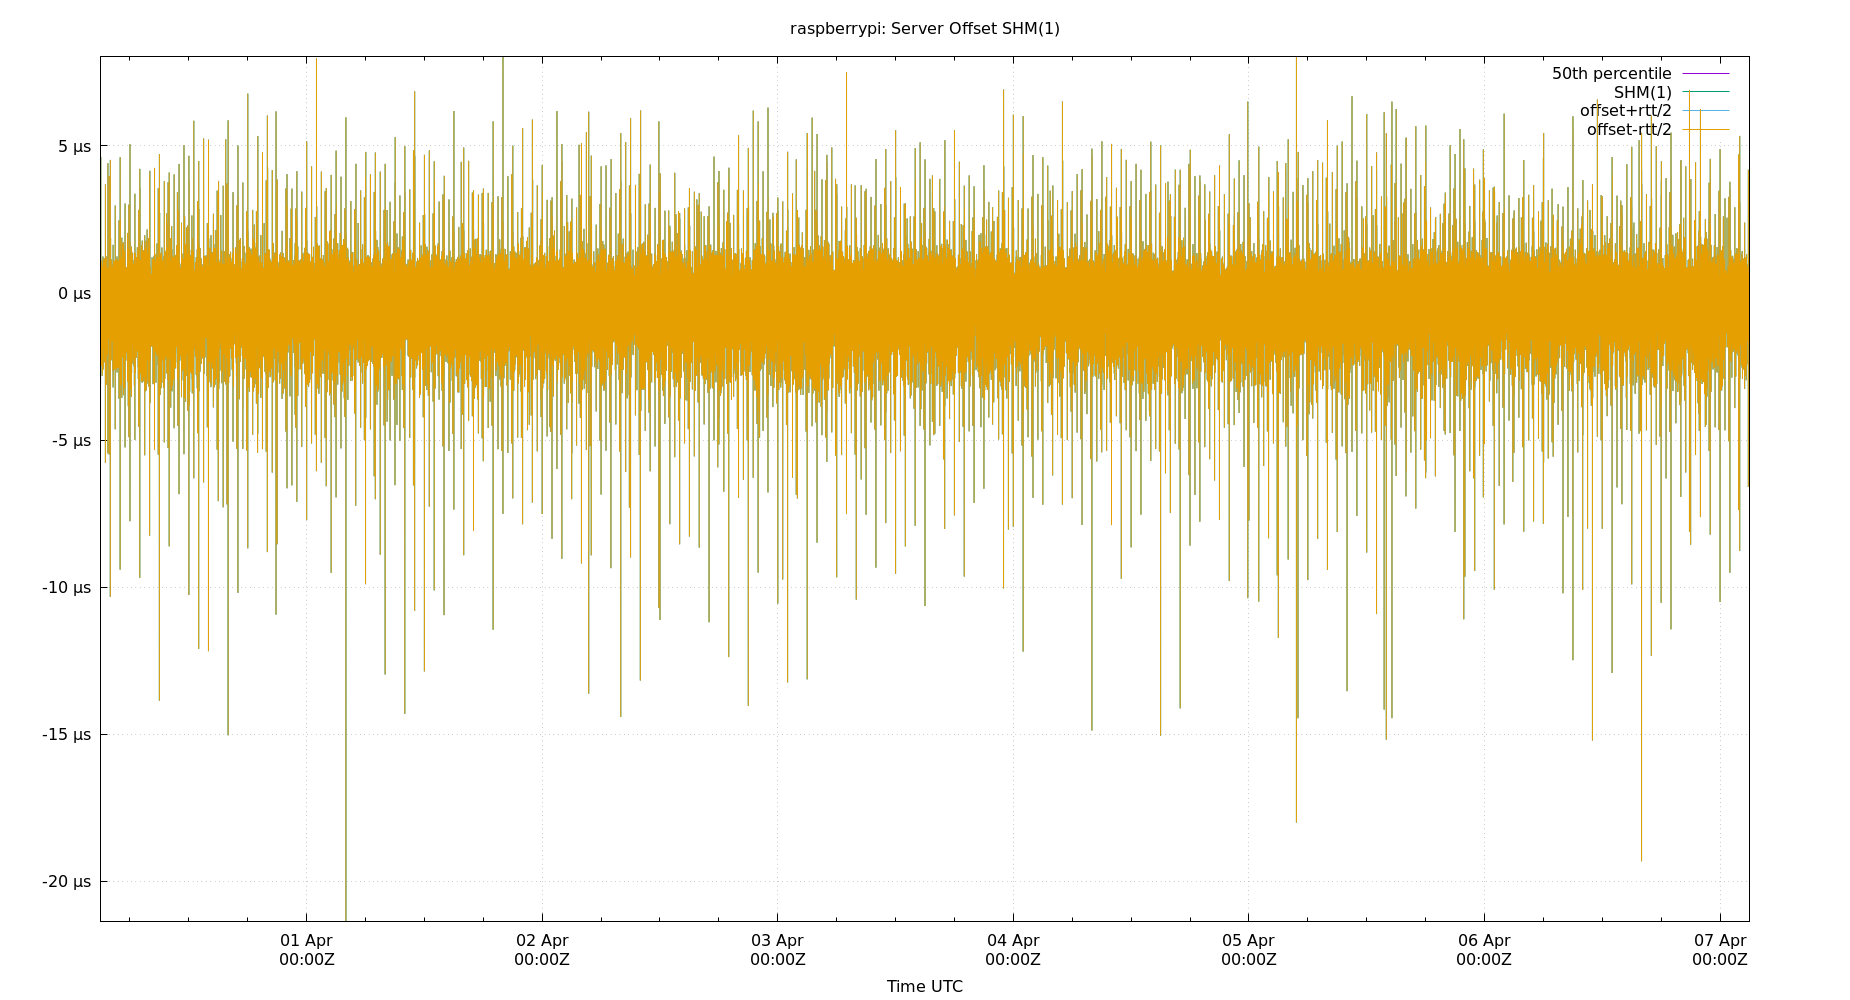 raspberrypi: Server Offset SHM(1)
50th percentile
SHM(1)
offset+rtt/2
offset-rtt/2
5 µs
0 µs
-5 µs
-10 µs
-15 µs
-20 µs
01 Apr 02 Apr 03 Apr 04 Apr 05 Apr 06 Apr 07 Apr
00:00Z 00:00Z 00:00Z 00:00Z 00:00Z 00:00Z 00:00Z
Time UTC